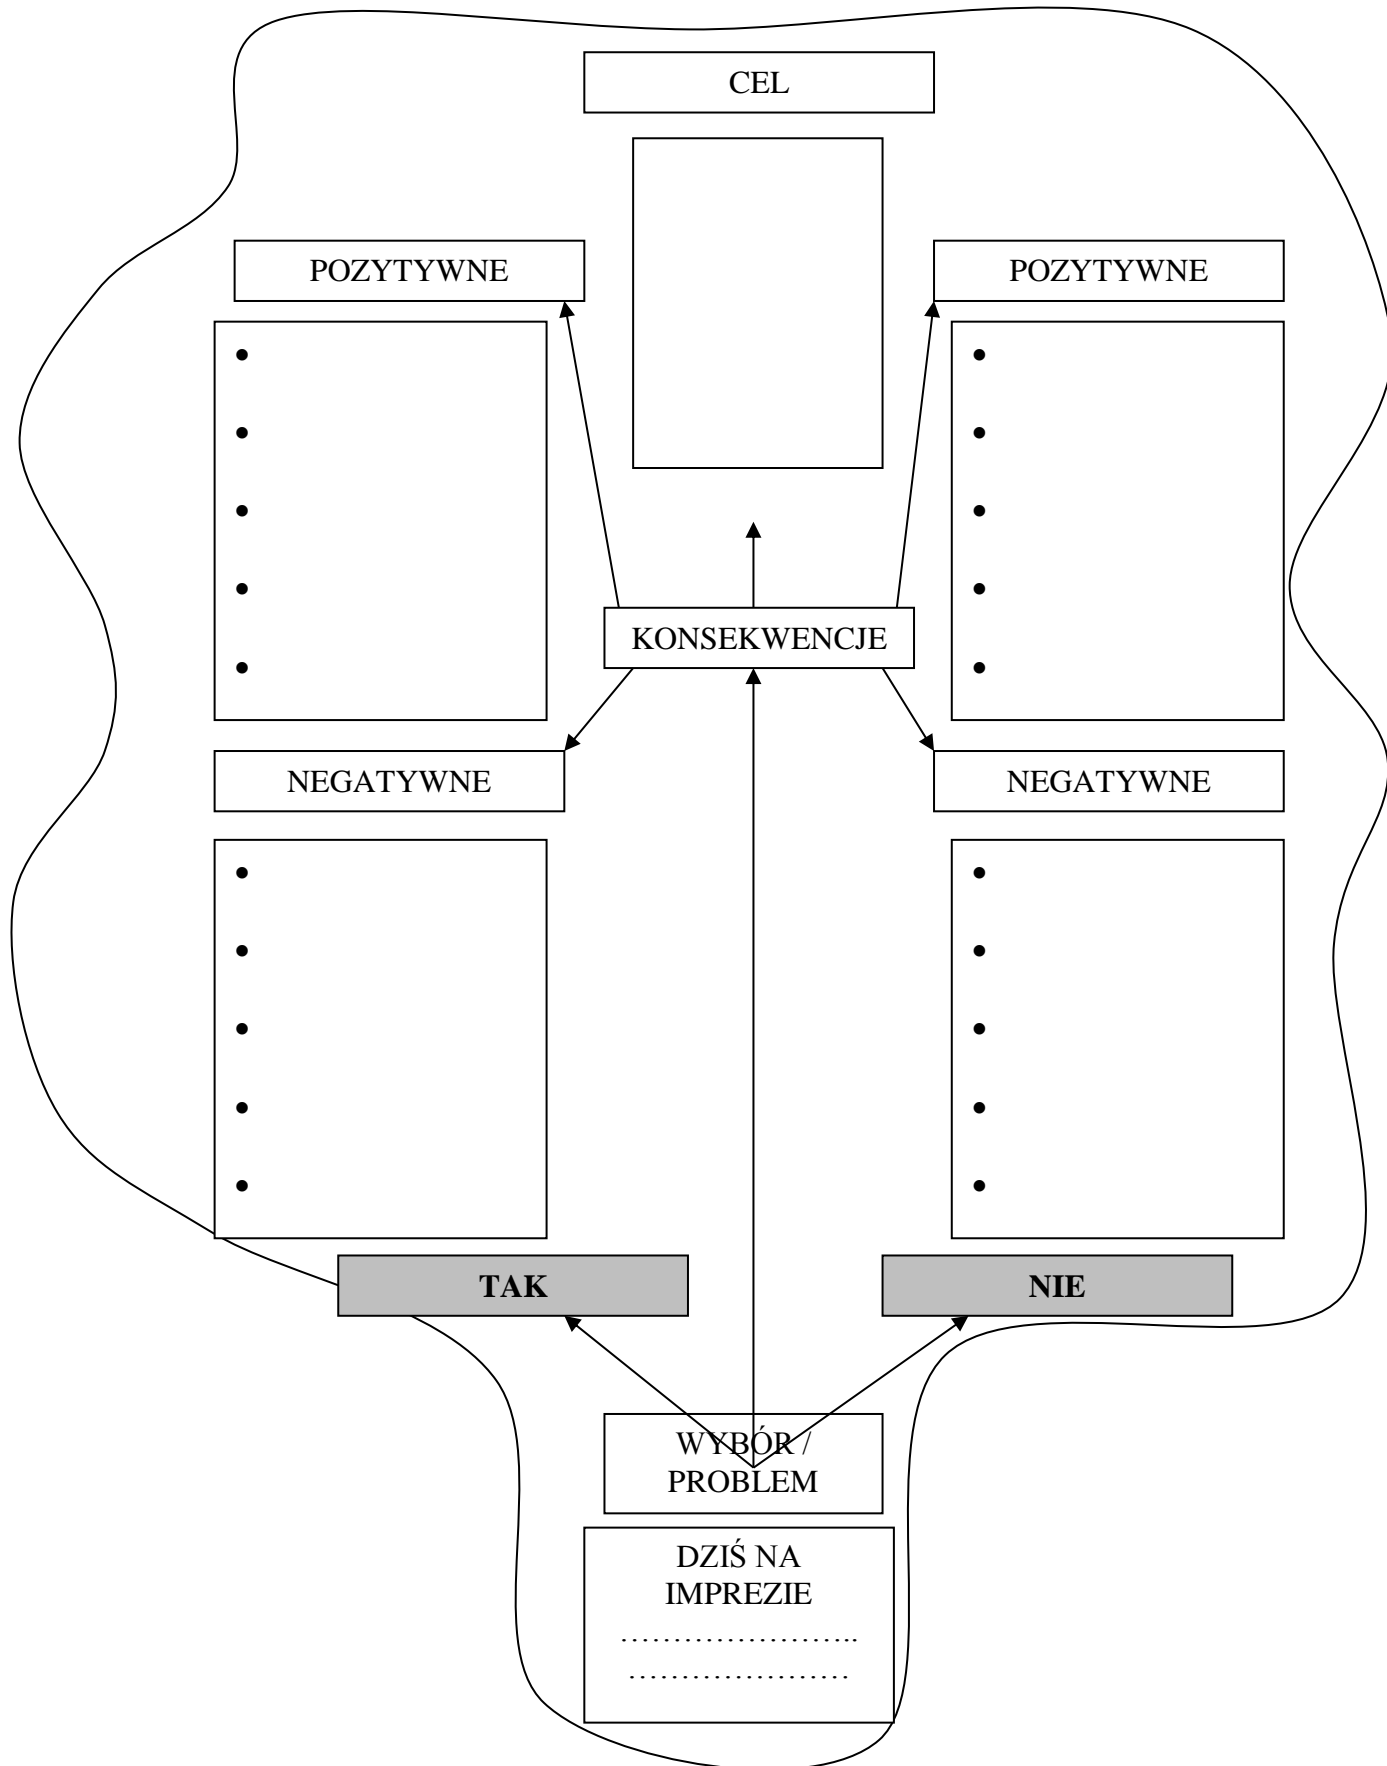 CEL
POZYTYWNE
POZYTYWNE
•
•
•
•
•
•
•
•
•
•
KONSEKWENCJE
NEGATYWNE
NEGATYWNE
•
•
•
•
•
•
•
•
•
•
TAK
NIE
WYBÓR /
PROBLEM
DZIŚ NA
IMPREZIE
…………………..
…………………